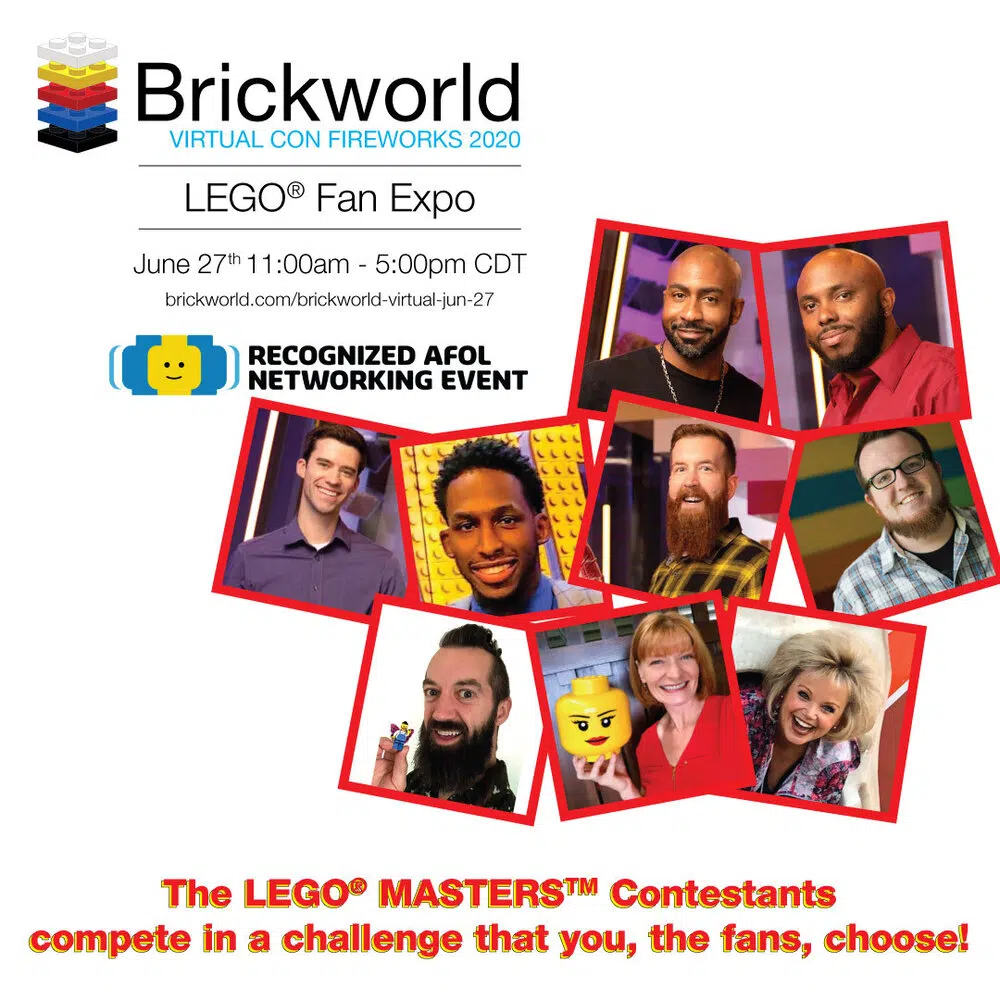 Brickworld
VIRTUAL CON FIREWORKS 2020
LEGO® Fan Expo
June 27th 11:00am - 5:00pm CDT
brickworld.com/brickworld-virtual-jun-27
RECOGNIZED AFOL
NETWORKING EVENT
The LEGO® MASTERS™ Contestants
compete in a challenge that you, the fans, choose!